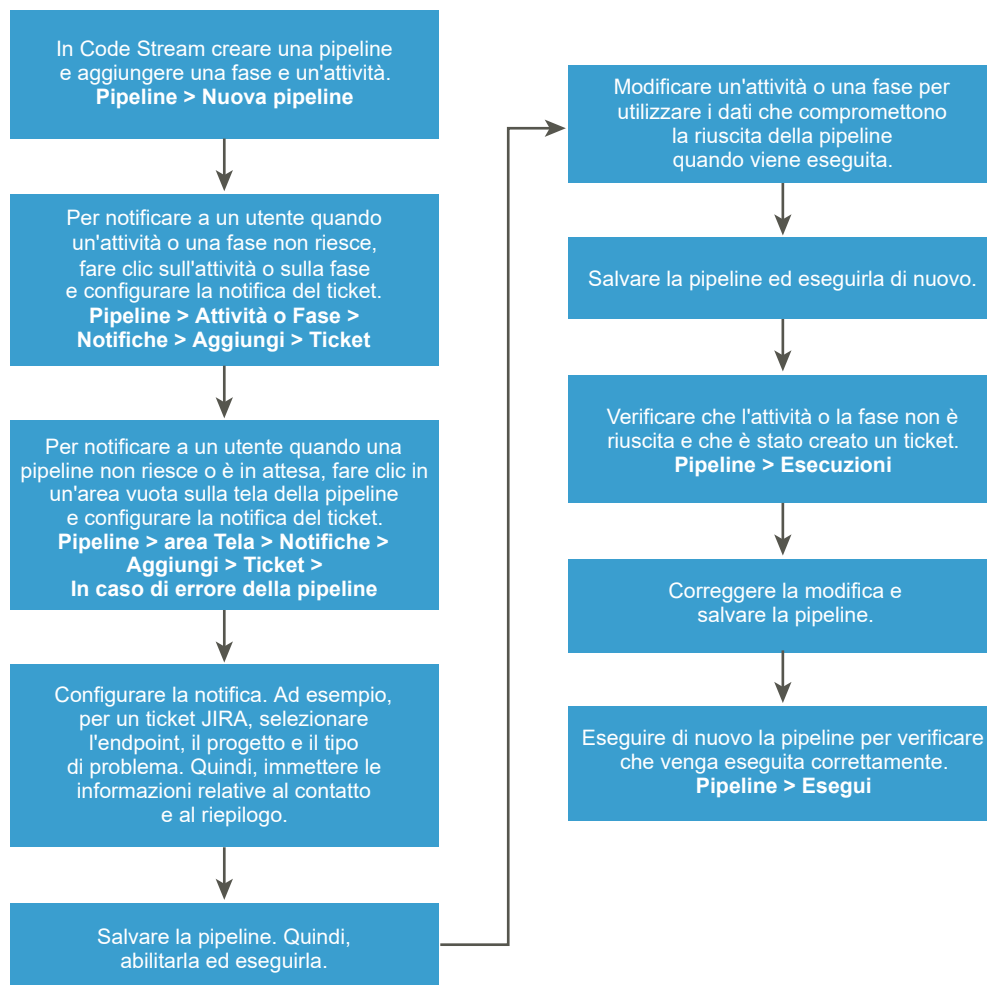 In Code Stream creare una pipeline
e aggiungere una fase e un'attività.
Pipeline > Nuova pipeline
Per notificare a un utente quando
un'attività o una fase non riesce,
fare clic sull'attività o sulla fase
e configurare la notifica del ticket.
Pipeline > Attività o Fase >
Notifiche > Aggiungi > Ticket
Per notificare a un utente quando una
pipeline non riesce o è in attesa, fare clic in
un'area vuota sulla tela della pipeline
e configurare la notifica del ticket.
Pipeline > area Tela > Notifiche >
Aggiungi > Ticket >
In caso di errore della pipeline
Configurare la notifica. Ad esempio,
per un ticket JIRA, selezionare
l'endpoint, il progetto e il tipo
di problema. Quindi, immettere le
informazioni relative al contatto
e al riepilogo.
Salvare la pipeline. Quindi,
abilitarla ed eseguirla.
Modificare un'attività o una fase per
utilizzare i dati che compromettono
la riuscita della pipeline
quando viene eseguita.
Salvare la pipeline ed eseguirla di nuovo.
Verificare che l'attività o la fase non è
riuscita e che è stato creato un ticket.
Pipeline > Esecuzioni
Correggere la modifica e
salvare la pipeline.
Eseguire di nuovo la pipeline per verificare
che venga eseguita correttamente.
Pipeline > Esegui